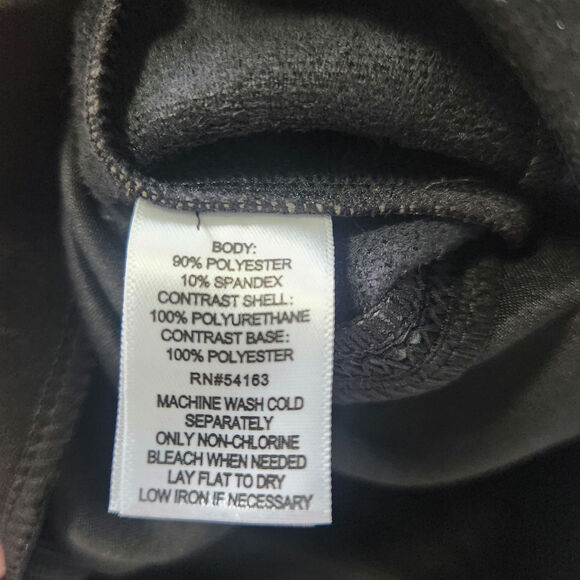 BODY:
90% POLYESTER
10% SPANDEX
CONTRAST SHELL:
100% POLYURETHANE
CONTRAST BASE:
100% POLYESTER
RN#54163
MACHINE WASH COLD
SEPARATELY
ONLY NON-CHLORINE
BLEACH WHEN NEEDED
LAY FLAT TO DRY
LOW IRON IF NECESSARY